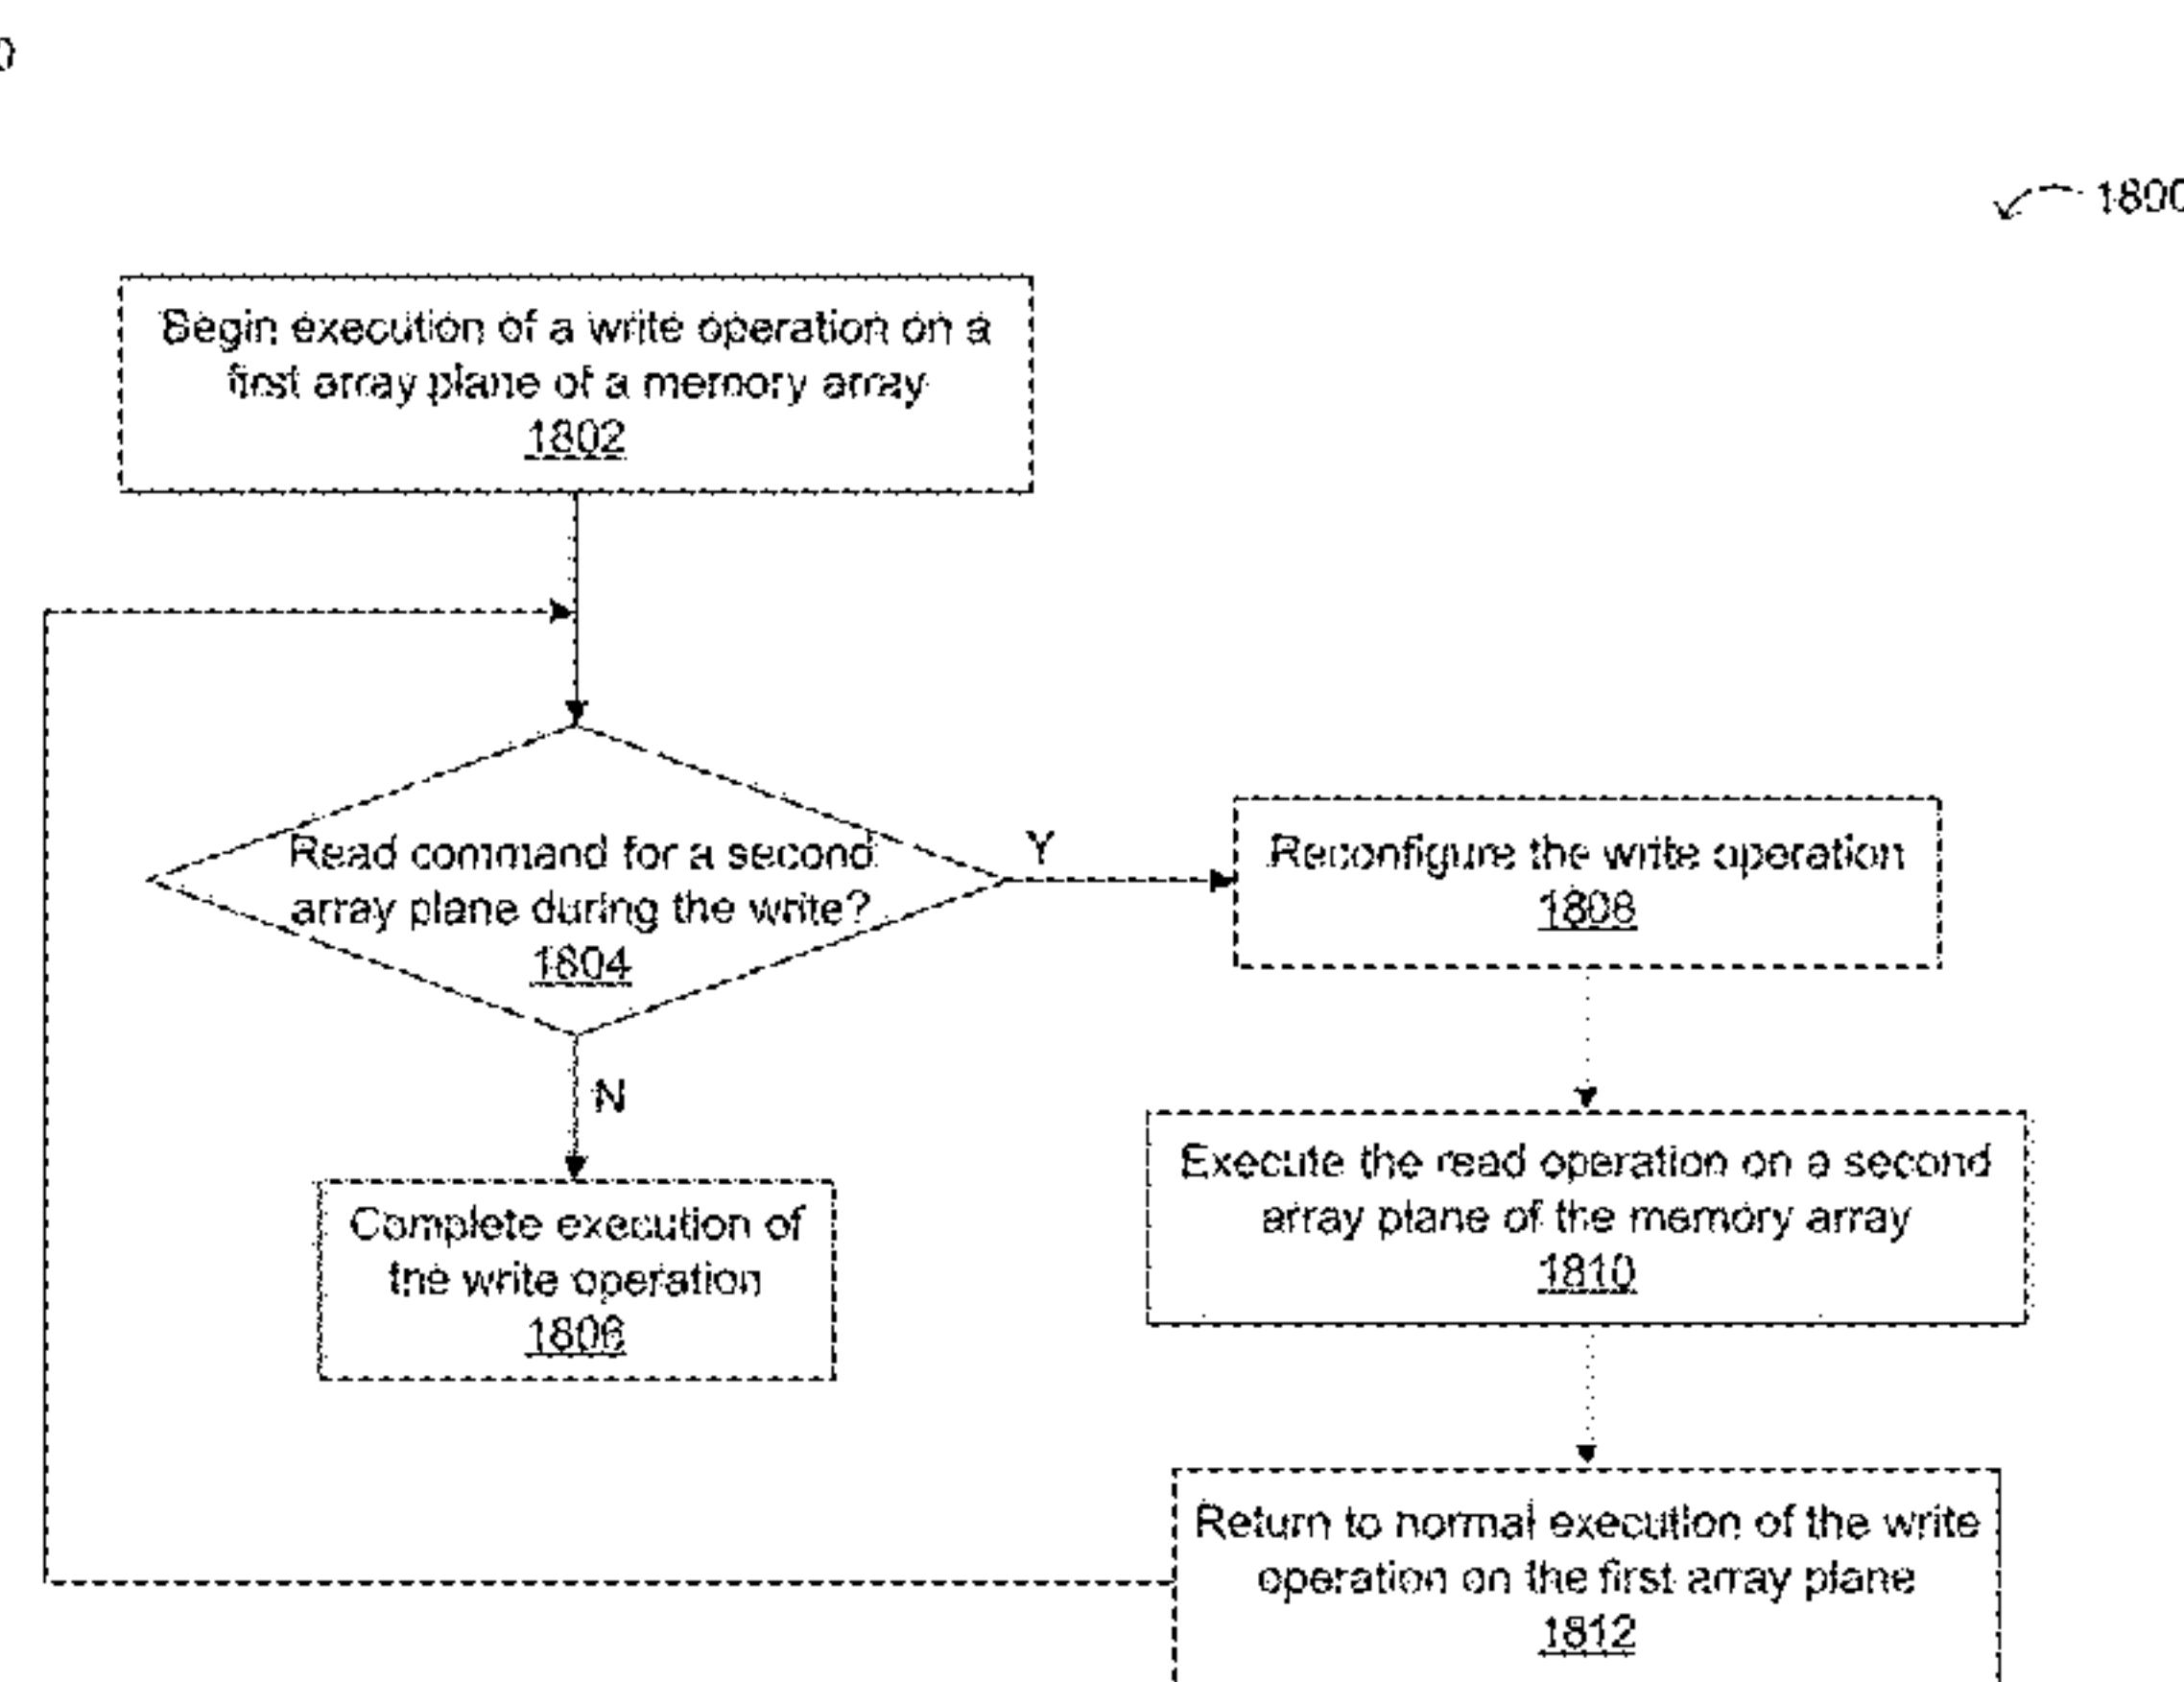 1800
Begin execution of a write operation on a
first array plane of a memory array
1802
Read command for a second
array plane during the write?
1804
Y
N
Reconfigure the write operation
1808
Complete execution of
the write operation
1806
Execute the read operation on a second
array plane of the memory array
1810
Return to normal execution of the write
operation on the first array plane
1812